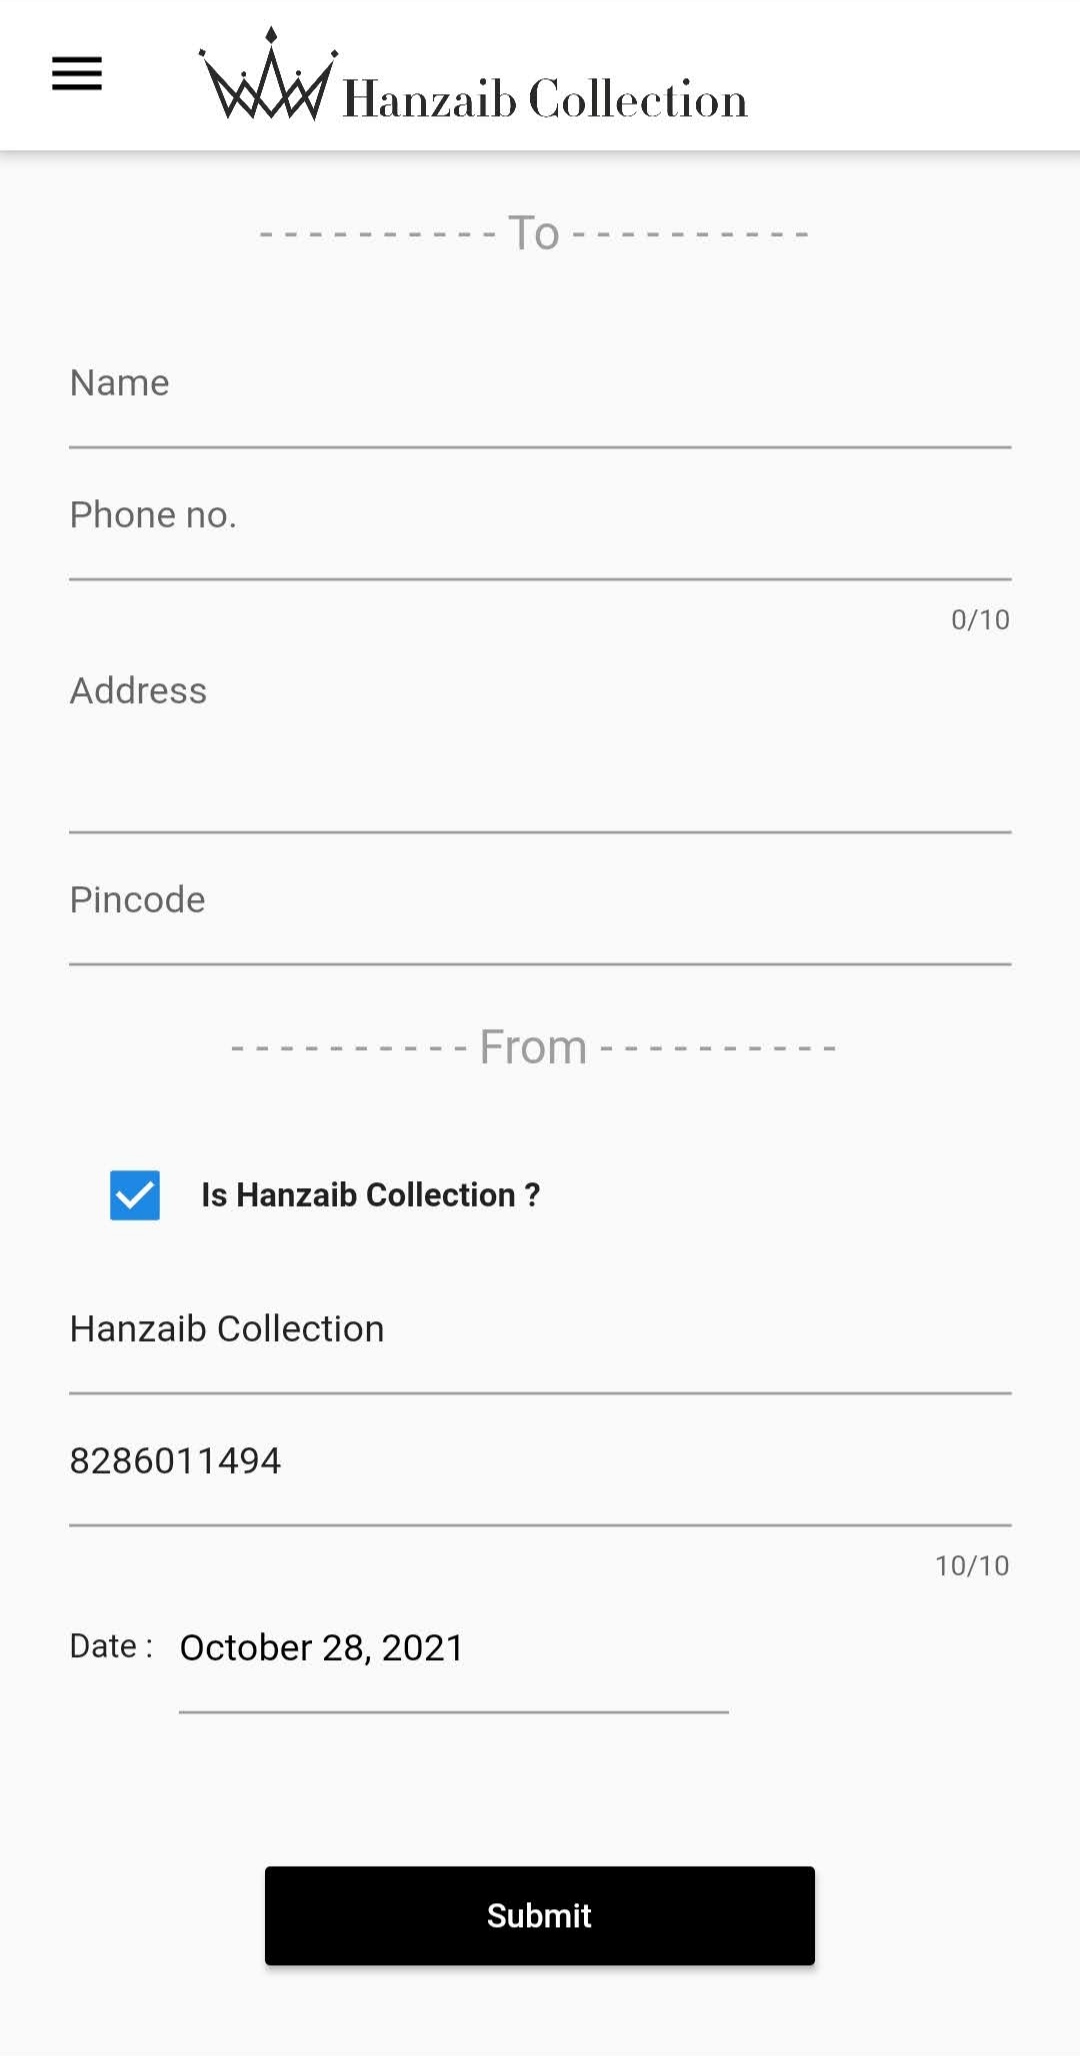 Hanzaib Collection
- - - - - - - - - - To - - - - - - - - - -
Name
Phone no.
0/10
Address
Pincode
- - - - - - - - - - From - - - - - - - - - -
Is Hanzaib Collection ?
Hanzaib Collection
8286011494
10/10
Date : October 28, 2021
Submit